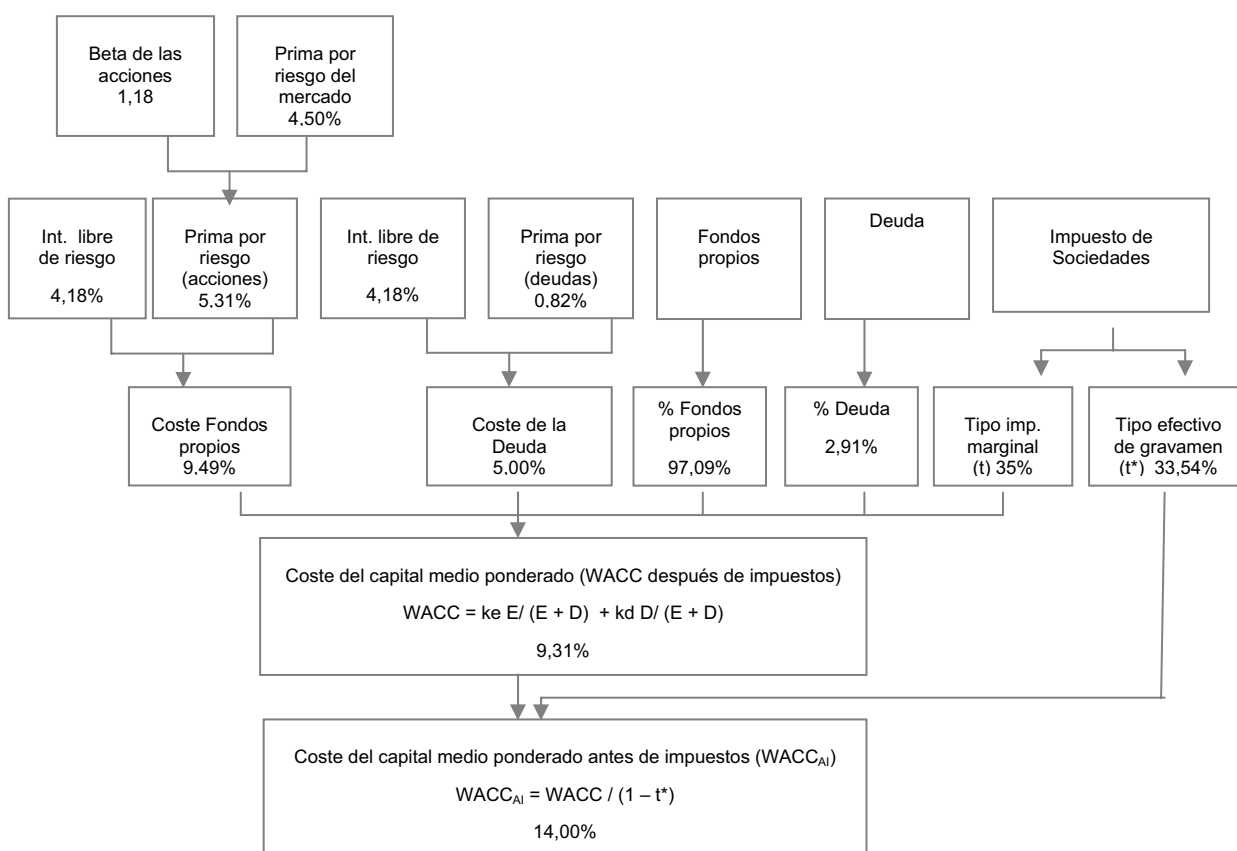 Beta de las
acciones
1,18
Prima por
riesgo del
mercado
4,50%
Int. libre
de riesgo
4,18%
Prima por
riesgo
(acciones)
5,31%
Int. libre de
riesgo
4,18%
Prima por
riesgo
(deudas)
0,82%
Fondos
propios
Deuda
Impuesto de
Sociedades
Coste Fondos
propios
9,49%
Coste de la
Deuda
5,00%
% Fondos
propios
97,09%
% Deuda
2,91%
Tipo imp.
marginal
(t) 35%
Tipo efectivo
de gravamen
(t*) 33,54%
Coste del capital medio ponderado (WACC después de impuestos)
WACC = ke E/ (E + D) + kd D/ (E + D)
9,31%
Coste del capital medio ponderado antes de impuestos (WACCAI)
WACCAI = WACC / (1 – t*)
14,00%